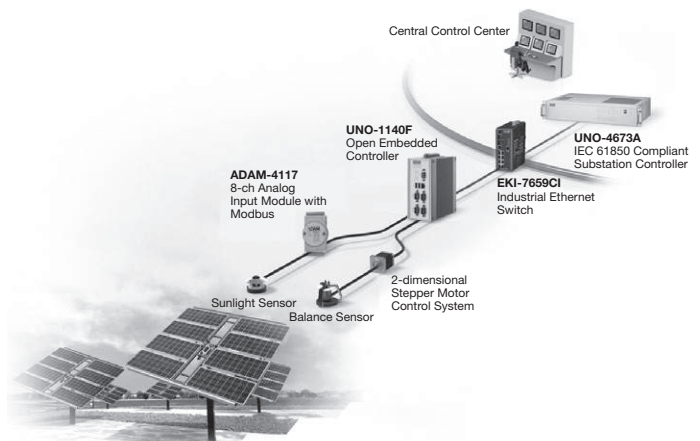 Central Control Center
UNO-4673A
IEC 61850 Compliant
Substation Controller
UNO-1140F
Open Embedded
Controller
EKI-7659CI
Industrial Ethernet
Switch
ADAM-4117
8-ch Analog
Input Module with
Modbus
2-dimensional
Stepper Motor
Control System
Sunlight Sensor
Balance Sensor